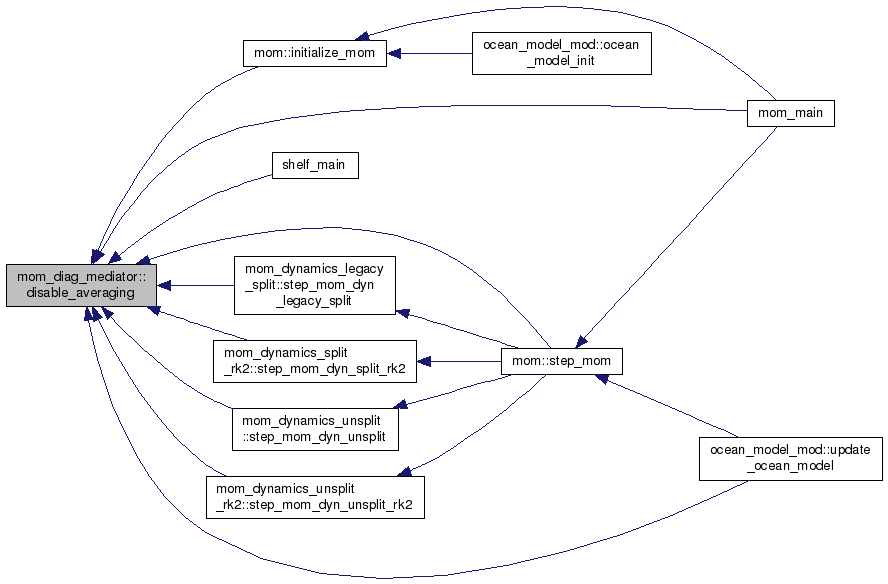 mom::initialize_mom
ocean_model_mod::ocean
_model_init
mom_main
shelf_main
mom_diag_mediator::
disable_averaging
mom_dynamics_legacy
_split::step_mom_dyn
_legacy_split
mom_dynamics_split
_rk2::step_mom_dyn_split_rk2
mom::step_mom
mom_dynamics_unsplit
::step_mom_dyn_unsplit
ocean_model_mod::update
_ocean_model
mom_dynamics_unsplit
_rk2::step_mom_dyn_unsplit_rk2